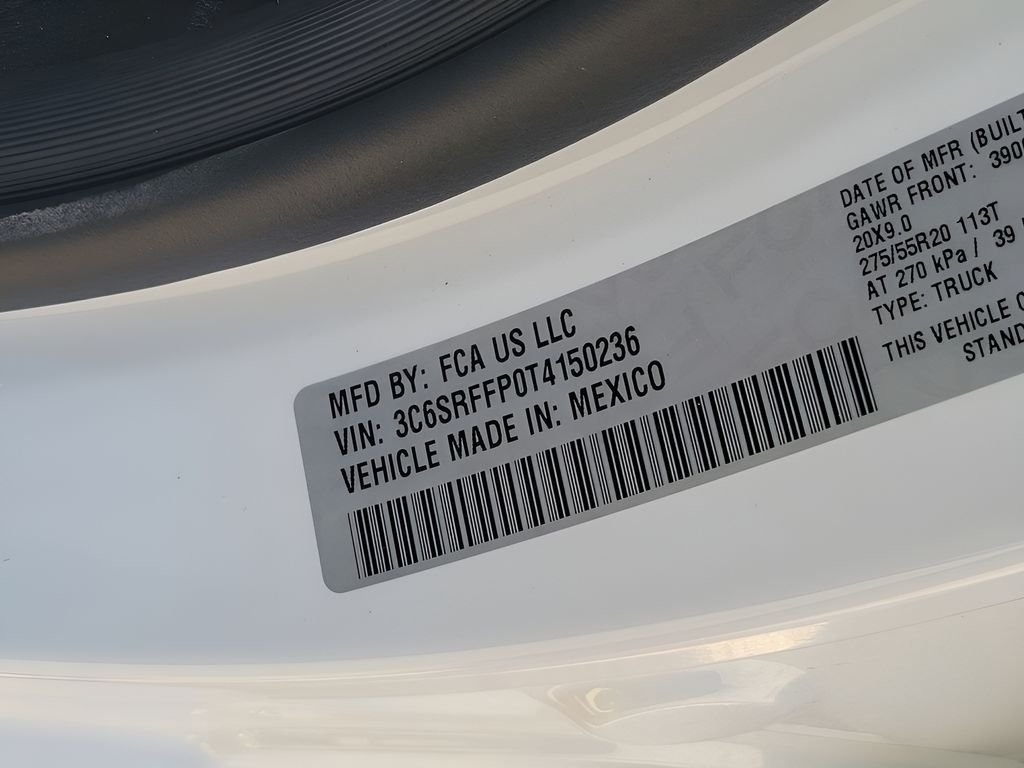 MFD BY: FCA US LLC
VIN: 3C6SRFFP0T4150236
VEHICLE MADE IN: MEXICO
DATE OF MFR (BUILT
GAWR FRONT: 390
20X9.0
275/55R20 113T
AT 270 kPa / 39
TYPE: TRUCK
THIS VEHICLE
STAND